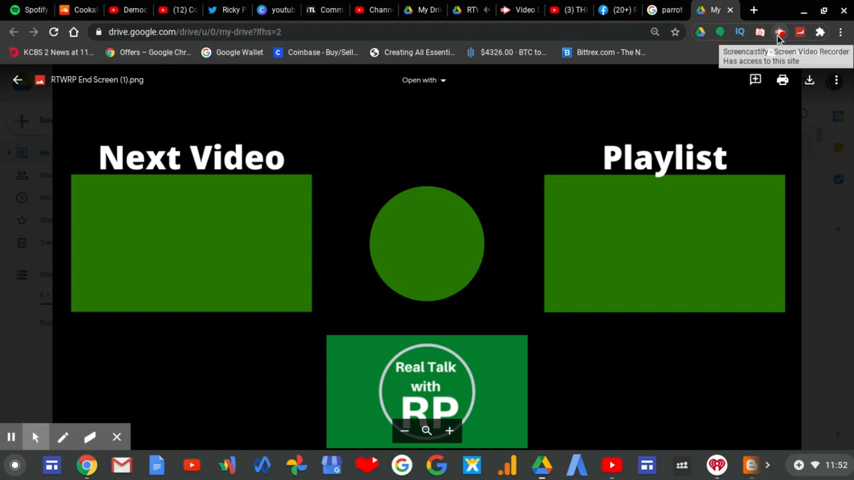 Spotify
Cookal
Democ
(12) Co
Ricky P
youtub
Comm
Chann
My Driv
RTV
Video D
(3) TH
(20+) R
parrot
My
drive.google.com/drive/u/0/my-drive?lfhs=2
KCBS 2 News at 11...
Offers – Google Chr...
Google Wallet
Coinbase - Buy/Sell...
Creating All Essenti...
$4326.00 · BTC to...
Bittrex.com - The N...
Screencastify - Screen Video Recorder
Has access to this site
RTWRP End Screen (1).png
Open with
Next Video
Playlist
Real Talk
with
RP
11:52